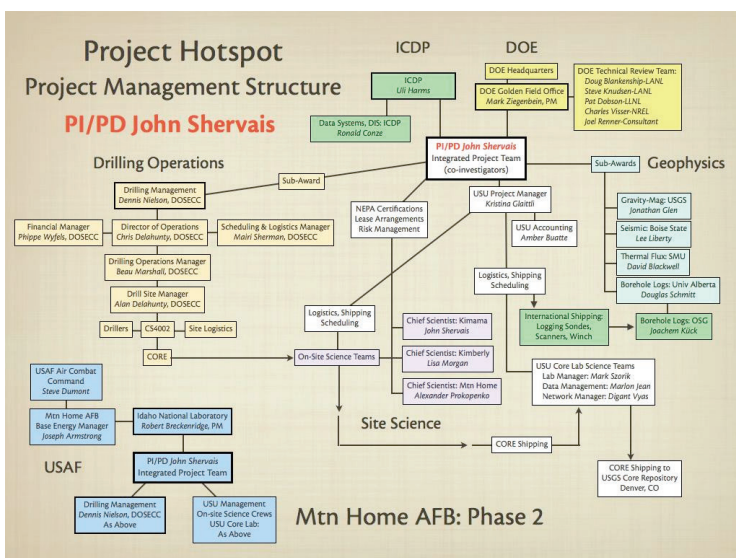 Project Hotspot
Project Management Structure
PI/PD John Shervais
ICDP
DOE
ICDP
Uli Harms
Data Systems, DIS: ICDP
Ronald Conze
DOE Headquarters
DOE Golden Field Office
Mark Ziegenbein, PM
DOE Technical Review Team:
Doug Blankenship-LANL
Steve Knudsen-LANL
Pat Dobson-LLNL
Charles Visser-NREL
Joel Renner-Consultant
PI/PD John Shervais
Integrated Project Team
(co-investigators)
Drilling Operations
Sub-Award
Drilling Management
Dennis Nielson, DOSECC
Financial Manager
Phippe Wyfels, DOSECC
Director of Operations
Chris Delahunty, DOSECC
Scheduling & Logistics Manager
Mairi Sherman, DOSECC
Drilling Operations Manager
Beau Marshall, DOSECC
Drill Site Manager
Alan Delahunty, DOSECC
Drillers
CS4002
Site Logistics
CORE
NEPA Certifications
Lease Arrangements
Risk Management
USU Project Manager
Kristina Glaittli
USU Accounting
Amber Buatte
Logistics, Shipping
Scheduling
Logistics, Shipping
Scheduling
On-Site Science Teams
Chief Scientist: Kimama
John Shervais
Chief Scientist: Kimberly
Lisa Morgan
Chief Scientist: Mtn Home
Alexander Prokopenko
Sub-Awards
Geophysics
Gravity-Mag: USGS
Jonathan Glen
Seismic: Boise State
Lee Liberty
Thermal Flux: SMU
David Blackwell
Borehole Logs: Univ Alberta
Douglas Schmitt
International Shipping:
Logging Sondes,
Scanners, Winch
Borehole Logs: OSG
Joachem Kück
USU Core Lab Science Teams
Lab Manager: Mark Szorik
Data Management: Marlon Jean
Network Manager: Digant Vyas
Site Science
CORE Shipping
CORE Shipping to
USGS Core Repository
Denver, CO
USAF Air Combat
Command
Steve Dumont
Mtn Home AFB
Base Energy Manager
Joseph Armstrong
Idaho National Laboratory
Robert Breckenridge, PM
USAF
PI/PD John Shervais
Integrated Project Team
Drilling Management
Dennis Nielson, DOSECC
As Above
USU Management
On-site Science Crews
USU Core Lab:
As Above
Mtn Home AFB: Phase 2